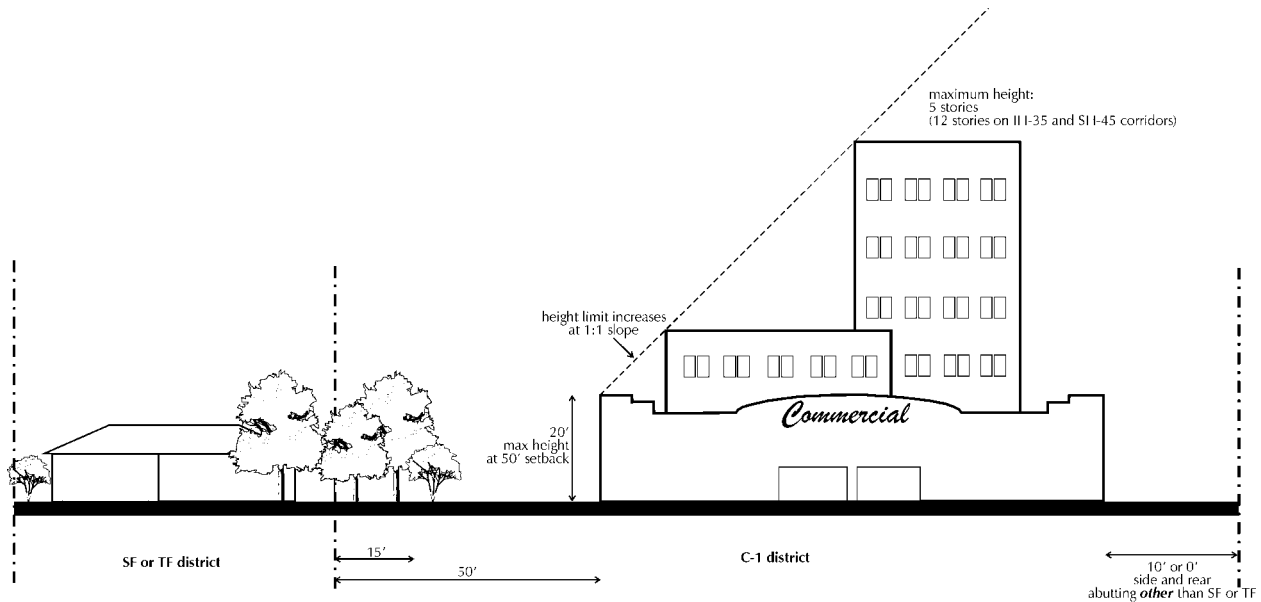 maximum height:
5 stories
(12 stories on IH-35 and SH-45 corridors)
height limit increases
at 1:1 slope
20'
max height
at 50' setback
Commercial
SF or TF district
15'
50'
C-1 district
10' or 0'
side and rear
abutting other than SF or TF